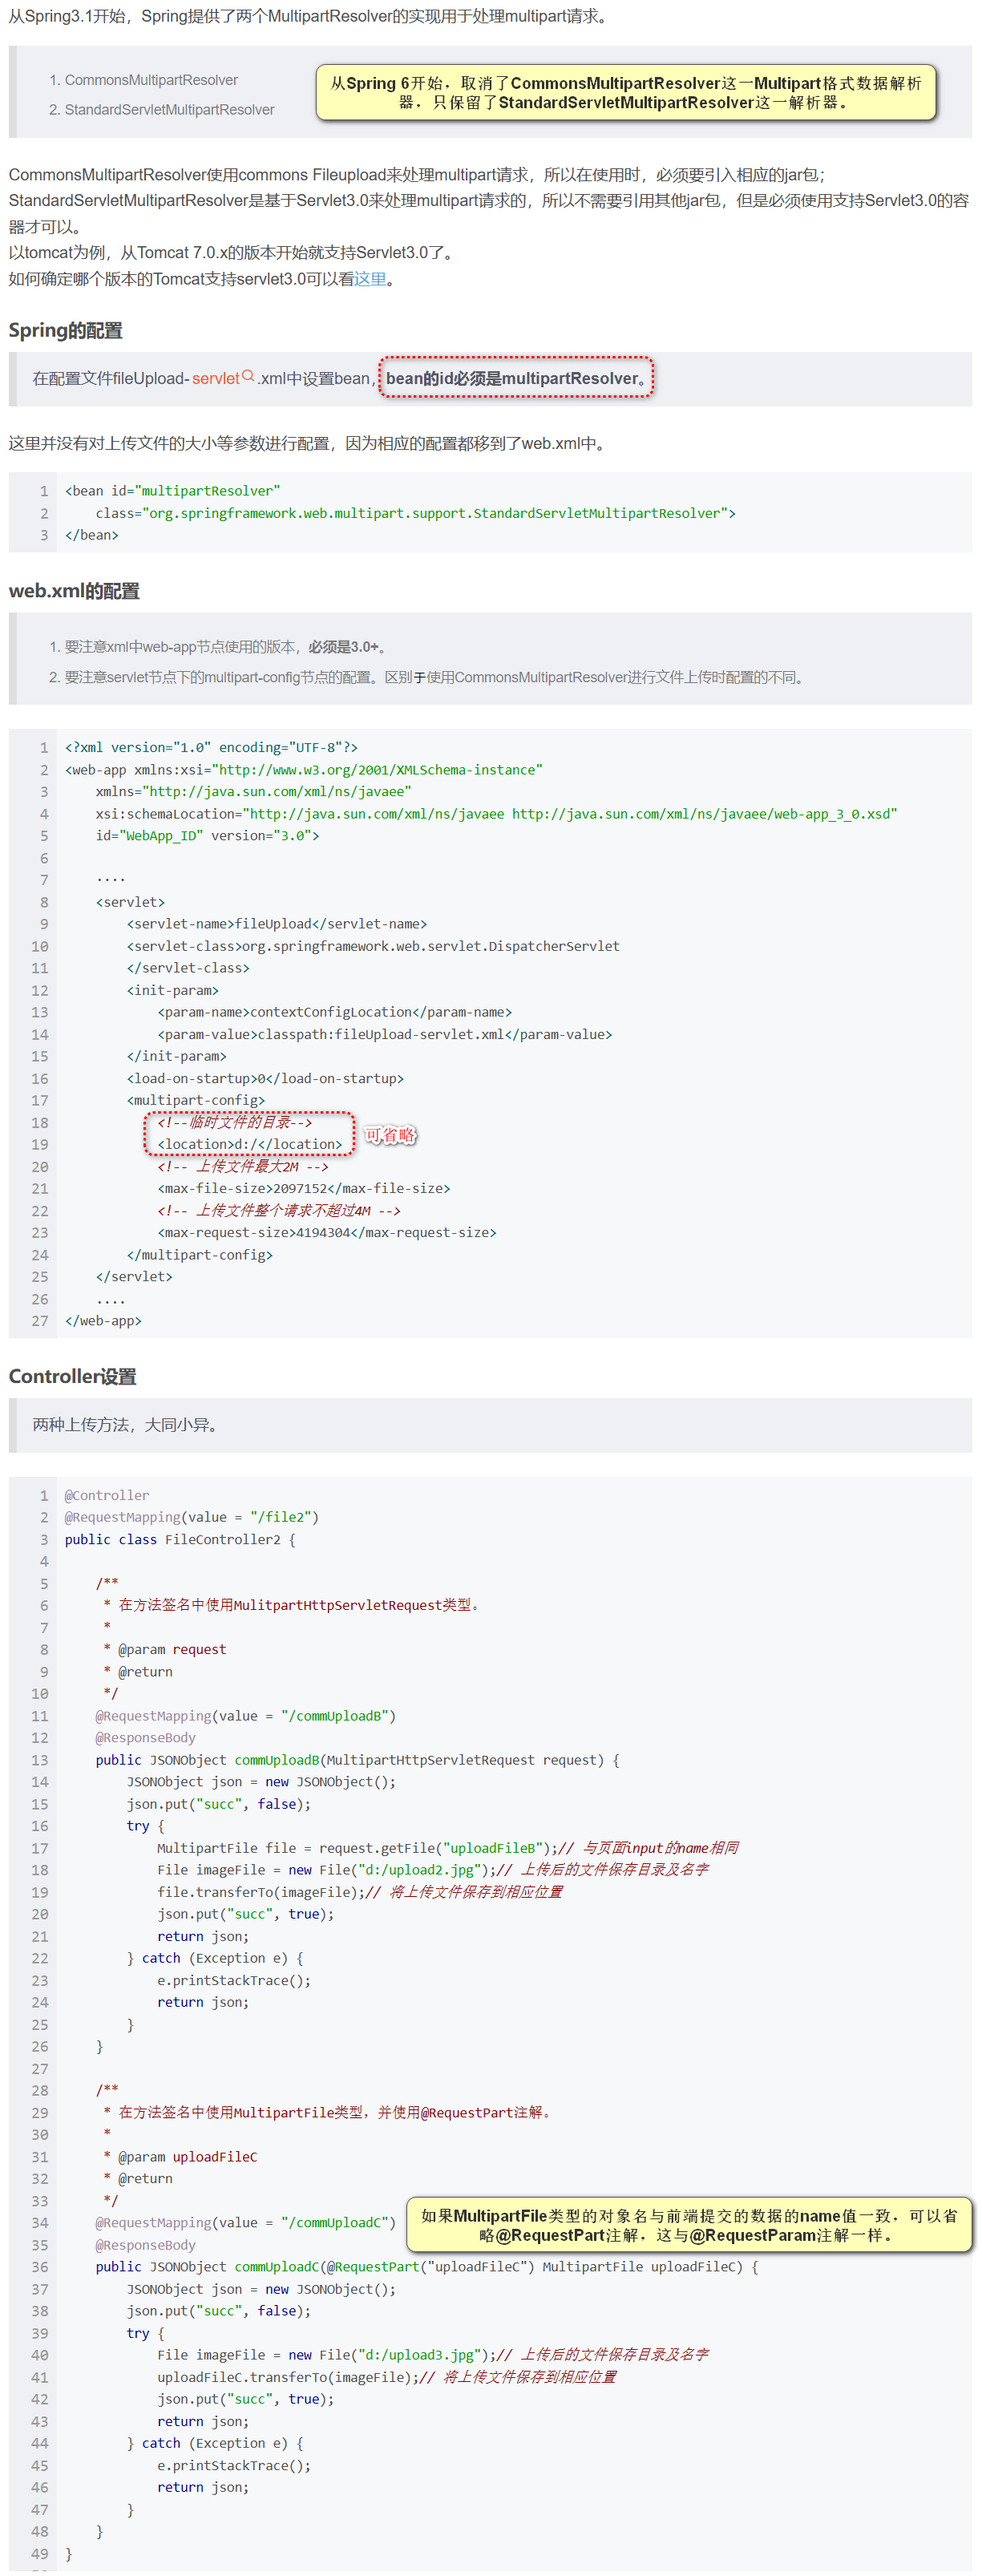 从Spring3.1开始，Spring提供了两个MultipartResolver的实现用于处理multipart请求。
1. CommonsMultipartResolver
2. StandardServletMultipartResolver
从Spring 6开始，取消了CommonsMultipartResolver这一Multipart格式数据解析
器，只保留了StandardServletMultipartResolver这一解析器。
CommonsMultipartResolver使用commons Fileupload来处理multipart请求，所以在使用时，必须要引入相应的jar包；
StandardServletMultipartResolver是基于Servlet3.0来处理multipart请求的，所以不需要引用其他jar包，但是必须使用支持Servlet3.0的容
器才可以。
以tomcat为例，从Tomcat 7.0.x的版本开始就支持Servlet3.0了。
如何确定哪个版本的Tomcat支持servlet3.0可以看这里。
Spring的配置
在配置文件fileUpload- servlet .xml中设置bean，bean的id必须是multipartResolver。
这里并没有对上传文件的大小等参数进行配置，因为相应的配置都移到了web.xml中。
1 <bean id="multipartResolver"
2     class="org.springframework.web.multipart.support.StandardServletMultipartResolver">
3 </bean>
web.xml的配置
1. 要注意xml中web-app节点使用的版本，必须是3.0+。
2. 要注意servlet节点下的multipart-config节点的配置。区别于使用CommonsMultipartResolver进行文件上传时配置的不同。
1 <?xml version="1.0" encoding="UTF-8"?>
2 <web-app xmlns:xsi="http://www.w3.org/2001/XMLSchema-instance"
3     xmlns="http://java.sun.com/xml/ns/javaee"
4     xsi:schemaLocation="http://java.sun.com/xml/ns/javaee http://java.sun.com/xml/ns/javaee/web-app_3_0.xsd"
5     id="WebApp_ID" version="3.0">
6
7     ....
8     <servlet>
9         <servlet-name>fileUpload</servlet-name>
10         <servlet-class>org.springframework.web.servlet.DispatcherServlet
11         </servlet-class>
12         <init-param>
13             <param-name>contextConfigLocation</param-name>
14             <param-value>classpath:fileUpload-servlet.xml</param-value>
15         </init-param>
16         <load-on-startup>0</load-on-startup>
17         <multipart-config>
18             <!--临时文件的目录-->
19             <location>d:/</location>
可省略
20             <!-- 上传文件最大2M -->
21             <max-file-size>2097152</max-file-size>
22             <!-- 上传文件整个请求不超过4M -->
23             <max-request-size>4194304</max-request-size>
24         </multipart-config>
25     </servlet>
26     ....
27 </web-app>
Controller设置
两种上传方法，大同小异。
1 @Controller
2 @RequestMapping(value = "/file2")
3 public class FileController2 {
4
5     /**
6      * 在方法签名中使用MulitpartHttpServletRequest类型。
7      *
8      * @param request
9      * @return
10      */
11     @RequestMapping(value = "/commUploadB")
12     @ResponseBody
13     public JSONObject commUploadB(MultipartHttpServletRequest request) {
14         JSONObject json = new JSONObject();
15         json.put("succ", false);
16         try {
17             MultipartFile file = request.getFile("uploadFileB");// 与页面input的name相同
18             File imageFile = new File("d:/upload2.jpg");// 上传后的文件保存目录及名字
19             file.transferTo(imageFile);// 将上传文件保存到相应位置
20             json.put("succ", true);
21             return json;
22         } catch (Exception e) {
23             e.printStackTrace();
24             return json;
25         }
26     }
27
28     /**
29      * 在方法签名中使用MultipartFile类型，并使用@RequestPart注解。
30      *
31      * @param uploadFileC
32      * @return
33      */
34     @RequestMapping(value = "/commUploadC")
如果MultipartFile类型的对象名与前端提交的数据的name值一致，可以省
略@RequestPart注解，这与@RequestParam注解一样。
35     @ResponseBody
36     public JSONObject commUploadC(@RequestPart("uploadFileC") MultipartFile uploadFileC) {
37         JSONObject json = new JSONObject();
38         json.put("succ", false);
39         try {
40             File imageFile = new File("d:/upload3.jpg");// 上传后的文件保存目录及名字
41             uploadFileC.transferTo(imageFile);// 将上传文件保存到相应位置
42             json.put("succ", true);
43             return json;
44         } catch (Exception e) {
45             e.printStackTrace();
46             return json;
47         }
48     }
49 }